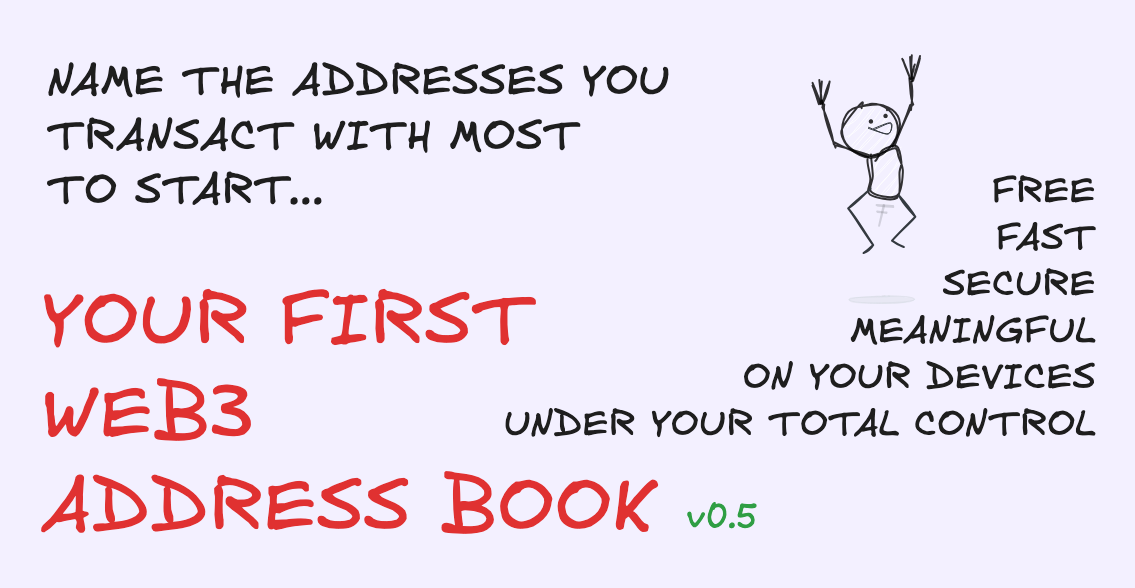 NAME THE ADDRESSES YOU
TRANSACT WITH MOST
TO START...
YOUR FIRST
WEB3
ADDRESS BOOK v0.5
FREE
FAST
SECURE
MEANINGFUL
ON YOUR DEVICES
UNDER YOUR TOTAL CONTROL